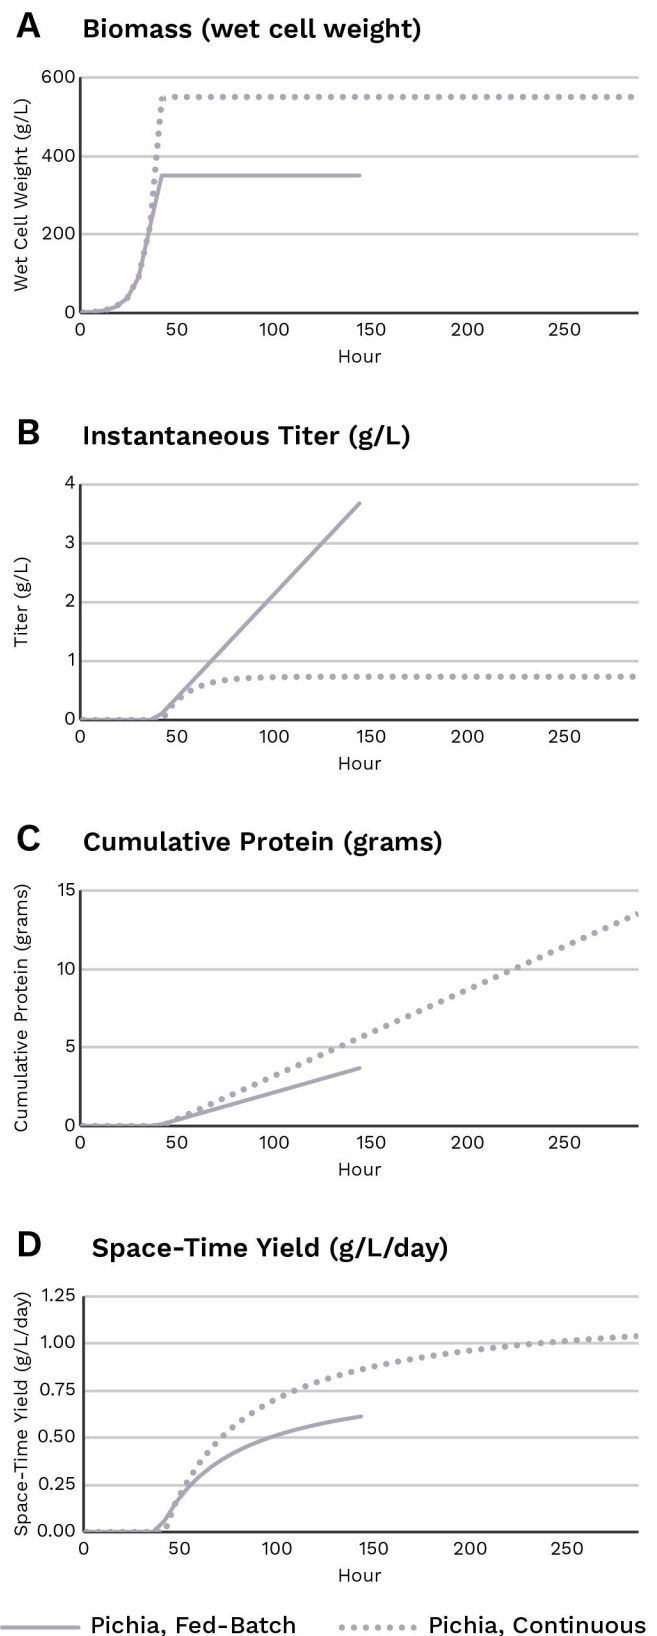 A Biomass (wet cell weight)
Wet Cell Weight (g/L)
600
400
200
0
0 50 100 150 200 250
Hour
B Instantaneous Titer (g/L)
Titer (g/L)
4
3
2
1
0
0 50 100 150 200 250
Hour
C Cumulative Protein (grams)
Cumulative Protein (grams)
15
10
5
0
0 50 100 150 200 250
Hour
D Space-Time Yield (g/L/day)
Space-Time Yield (g/L/day)
1.25
1.00
0.75
0.50
0.25
0.00
0 50 100 150 200 250
Hour
Pichia, Fed-Batch Pichia, Continuous